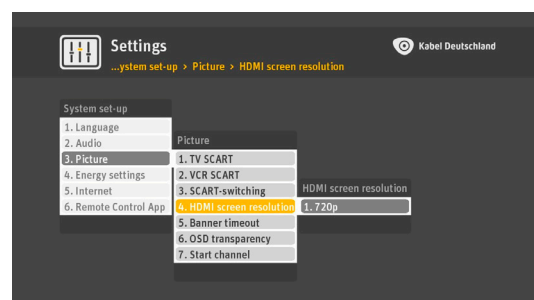 Settings
Kabel Deutschland
...ystem set-up > Picture > HDMI screen resolution
System set-up
1. Language
2. Audio
3. Picture
4. Energy settings
5. Internet
6. Remote Control App
Picture
1. TV SCART
2. VCR SCART
3. SCART-switching
4. HDMI screen resolution
5. Banner timeout
6. OSD transparency
7. Start channel
HDMI screen resolution
1. 720p